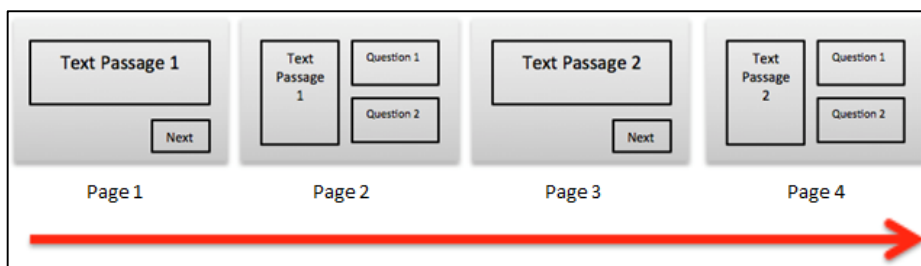 Text Passage 1
Next
Text
Passage
1
Question 1
Question 2
Text Passage 2
Next
Text
Passage
2
Question 1
Question 2
Page 1
Page 2
Page 3
Page 4